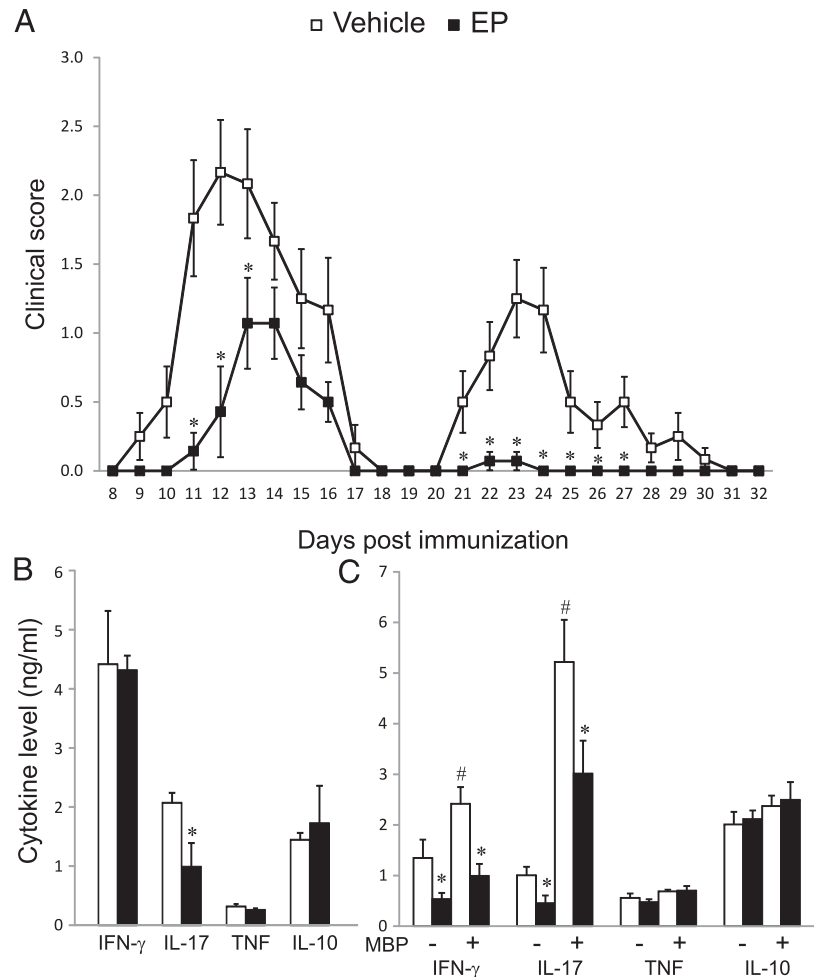 A
Vehicle EP
3.0
2.5
2.0
1.5
1.0
0.5
0.0
Clinical score
* * * * * * * * * *
8 9 10 11 12 13 14 15 16 17 18 19 20 21 22 23 24 25 26 27 28 29 30 31 32
Days post immunization
B
6
5
4
3
2
1
0
Cytokine level (ng/ml)
*
IFN-γ IL-17 TNF IL-10
C
7
6
5
4
3
2
1
0
# * * # * *
MBP - + - + - + - +
IFN-γ IL-17 TNF IL-10